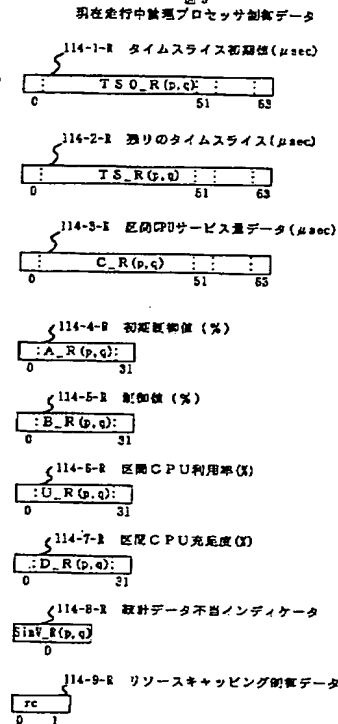 現在走行中論理プロセッサ制御データ
114-1-R タイムスライス初期値(μsec)
TS0_R(p,q)
0 51 63
114-2-R 残りのタイムスライス(μsec)
TS_R(p,q)
0 51 63
114-3-R 区間CPUサービス量データ(μsec)
C_R(p,q)
0 51 63
114-4-R 初期制御値(%)
:A_R(p,q):
0 31
114-5-R 制御値(%)
:B_R(p,q):
0 31
114-6-R 区間CPU利用率(%)
:U_R(p,q):
0 31
114-7-R 区間CPU充足度(%)
:D_R(p,q):
0 31
114-8-R 統計データ不当インディケータ
SinV_R(p,q)
0
114-9-R リソースキャッピング制御データ
rc
0 1